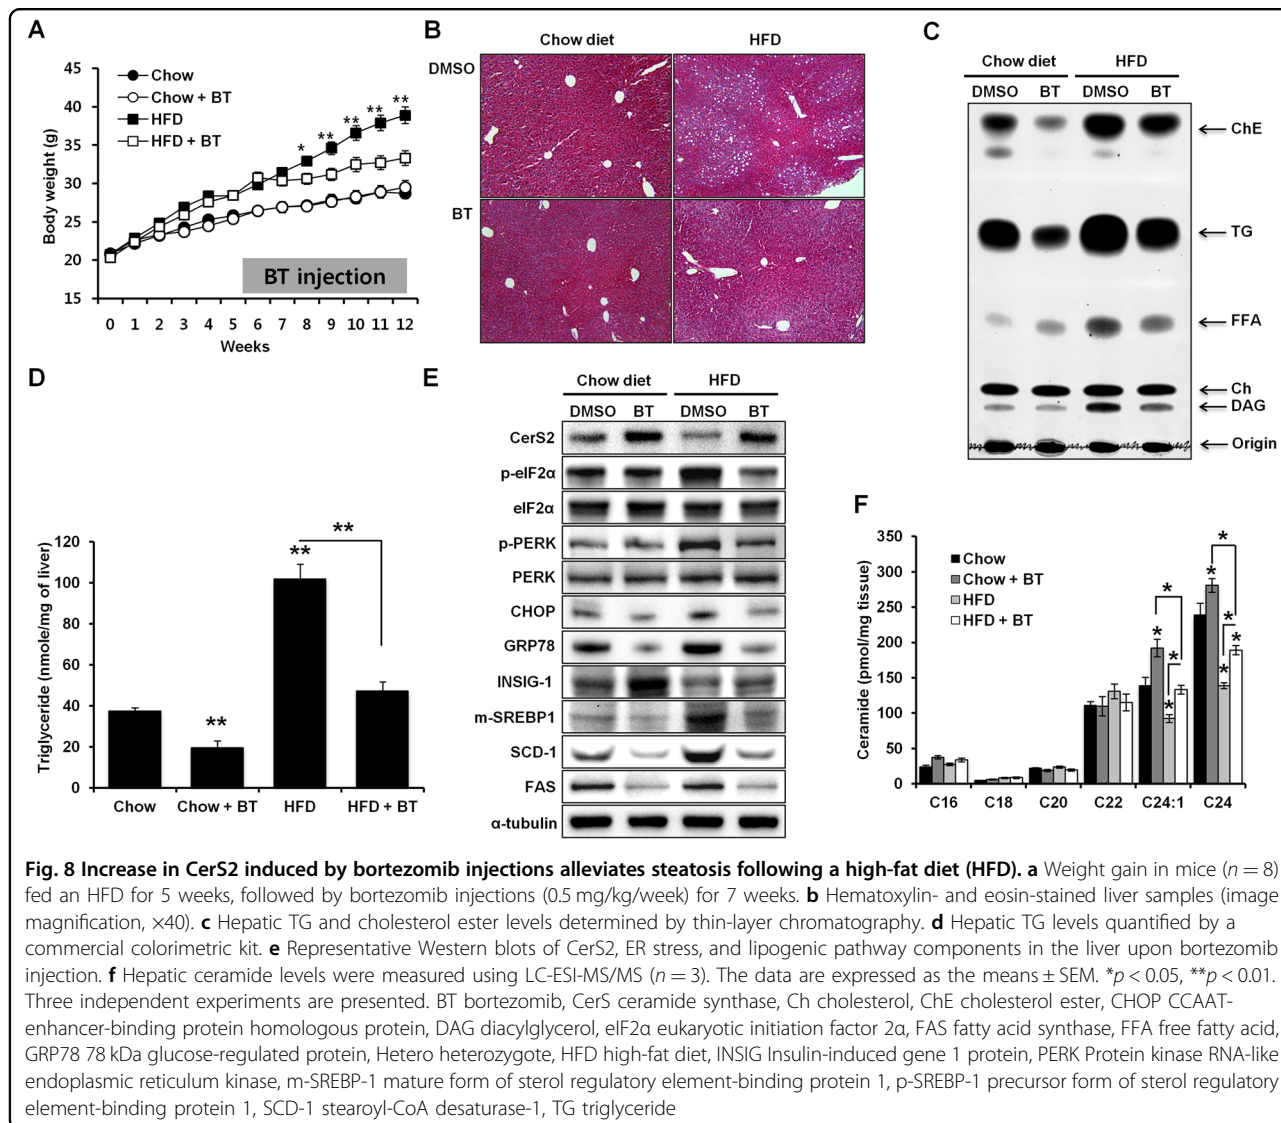 A
45
40
35
30
25
20
15
Body weight (g)
Chow
Chow + BT
HFD
HFD + BT
* ** ** ** **
BT injection
0 1 2 3 4 5 6 7 8 9 10 11 12
Weeks
B
Chow diet HFD
DMSO
BT
C
Chow diet HFD
DMSO BT DMSO BT
ChE
TG
FFA
Ch
DAG
Origin
D
Triglyceride (nmole/mg of liver)
120
100
80
60
40
20
0
**
**
**
Chow Chow + BT HFD HFD + BT
E
Chow diet HFD
DMSO BT DMSO BT
CerS2
p-eIF2α
eIF2α
p-PERK
PERK
CHOP
GRP78
INSIG-1
m-SREBP1
SCD-1
FAS
α-tubulin
F
Ceramide (pmol/mg tissue)
350
300
250
200
150
100
50
0
Chow
Chow + BT
HFD
HFD + BT
* *
* * * *
* * *
C16 C18 C20 C22 C24:1 C24
Fig. 8 Increase in CerS2 induced by bortezomib injections alleviates steatosis following a high-fat diet (HFD). a Weight gain in mice (n = 8)
fed an HFD for 5 weeks, followed by bortezomib injections (0.5 mg/kg/week) for 7 weeks. b Hematoxylin- and eosin-stained liver samples (image
magnification, ×40). c Hepatic TG and cholesterol ester levels determined by thin-layer chromatography. d Hepatic TG levels quantified by a
commercial colorimetric kit. e Representative Western blots of CerS2, ER stress, and lipogenic pathway components in the liver upon bortezomib
injection. f Hepatic ceramide levels were measured using LC-ESI-MS/MS (n = 3). The data are expressed as the means ± SEM. *p < 0.05, **p < 0.01.
Three independent experiments are presented. BT bortezomib, CerS ceramide synthase, Ch cholesterol, ChE cholesterol ester, CHOP CCAAT-
enhancer-binding protein homologous protein, DAG diacylglycerol, eIF2α eukaryotic initiation factor 2α, FAS fatty acid synthase, FFA free fatty acid,
GRP78 78 kDa glucose-regulated protein, Hetero heterozygote, HFD high-fat diet, INSIG Insulin-induced gene 1 protein, PERK Protein kinase RNA-like
endoplasmic reticulum kinase, m-SREBP-1 mature form of sterol regulatory element-binding protein 1, p-SREBP-1 precursor form of sterol regulatory
element-binding protein 1, SCD-1 stearoyl-CoA desaturase-1, TG triglyceride